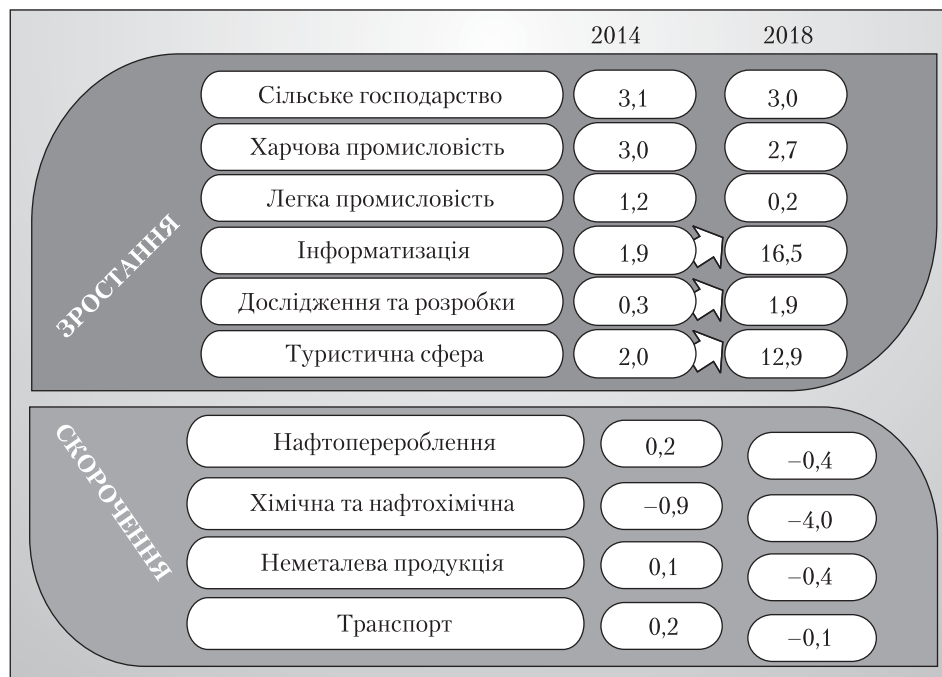 2014 2018
ЗРОСТАННЯ
Сільське господарство 3,1 3,0
Харчова промисловість 3,0 2,7
Легка промисловість 1,2 0,2
Інформатизація 1,9 16,5
Дослідження та розробки 0,3 1,9
Туристична сфера 2,0 12,9
СКОРОЧЕННЯ
Нафтоперероблення 0,2 –0,4
Хімічна та нафтохімічна –0,9 –4,0
Неметалева продукція 0,1 –0,4
Транспорт 0,2 –0,1